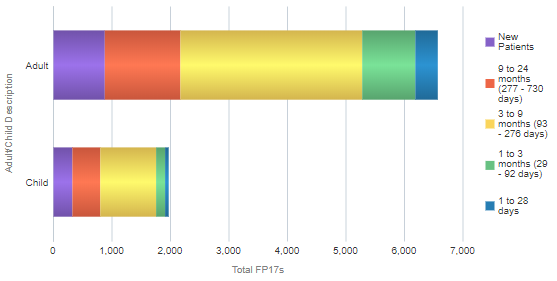 Adult/Child Description
Adult
Child
0
1,000
2,000
3,000
4,000
5,000
6,000
7,000
Total FP17s
New
Patients
9 to 24
months
(277 - 730
days)
3 to 9
months (93
- 276 days)
1 to 3
months (29
- 92 days)
1 to 28
days